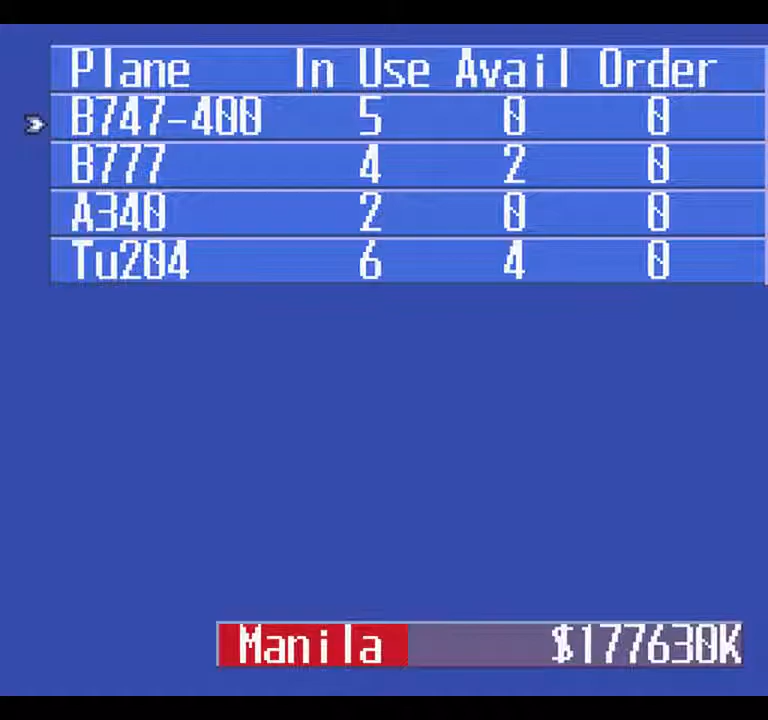 Plane In Use Avail Order
B747-400 5 0 0
B777 4 2 0
A340 2 0 0
Tu204 6 4 0
Manila $177630K